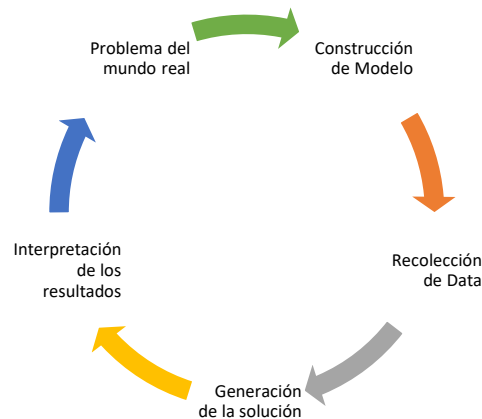 Problema del
mundo real
Construcción
de Modelo
Recolección
de Data
Generación
de la solución
Interpretación
de los
resultados